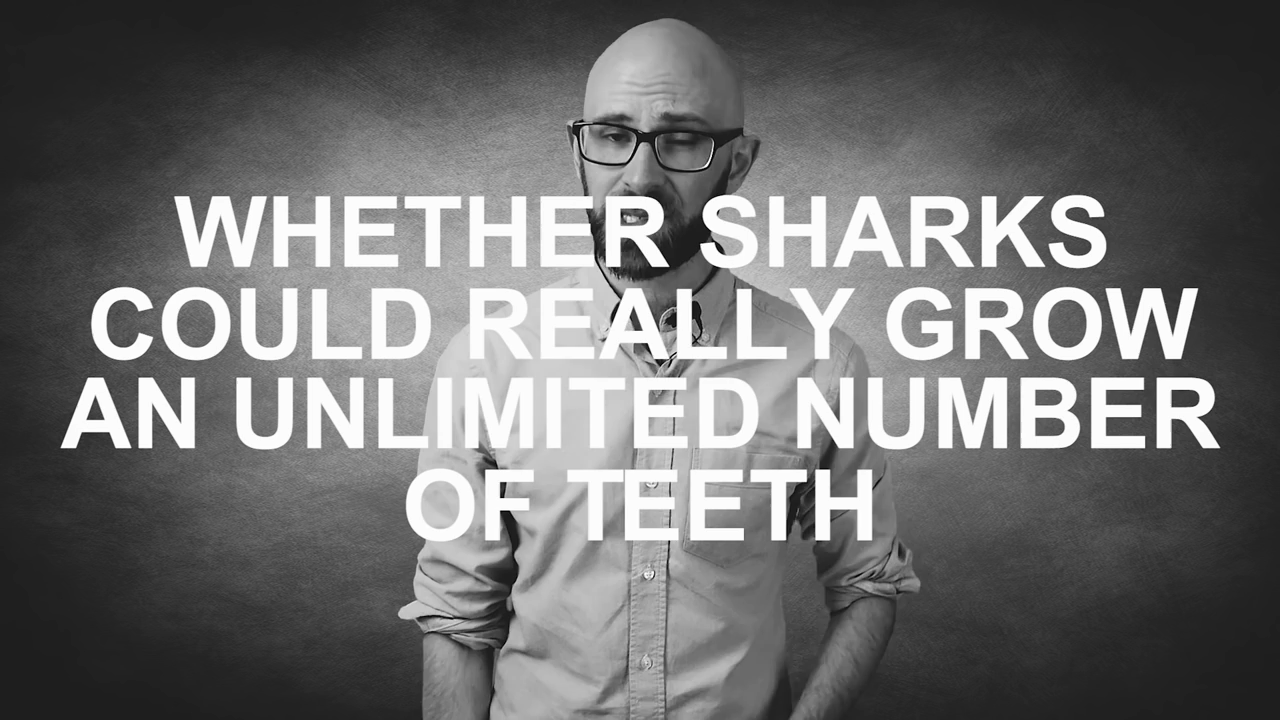 WHETHER SHARKS
COULD REALLY GROW
AN UNLIMITED NUMBER
OF TEETH